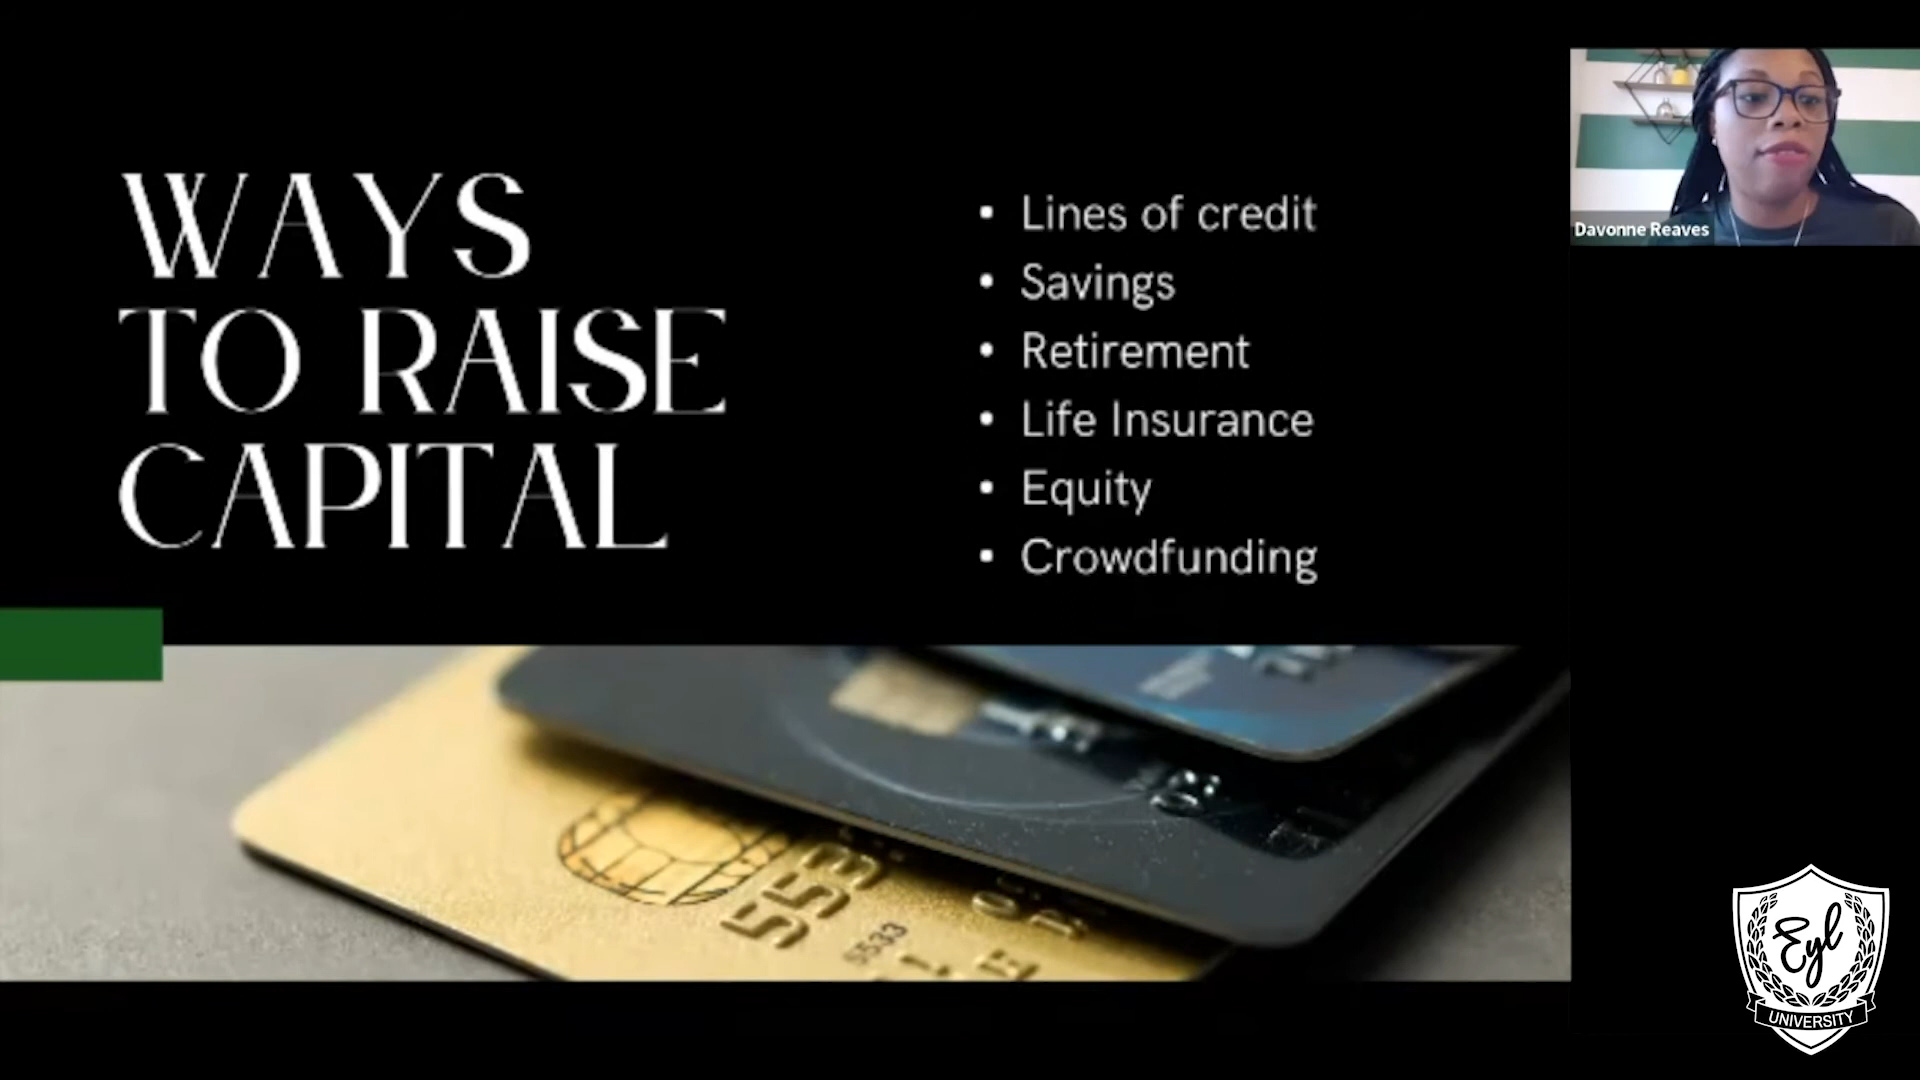 WAYS
TO RAISE
CAPITAL
• Lines of credit
• Savings
• Retirement
• Life Insurance
• Equity
• Crowdfunding
Davonne Reaves
553
5533
Eyl
UNIVERSITY